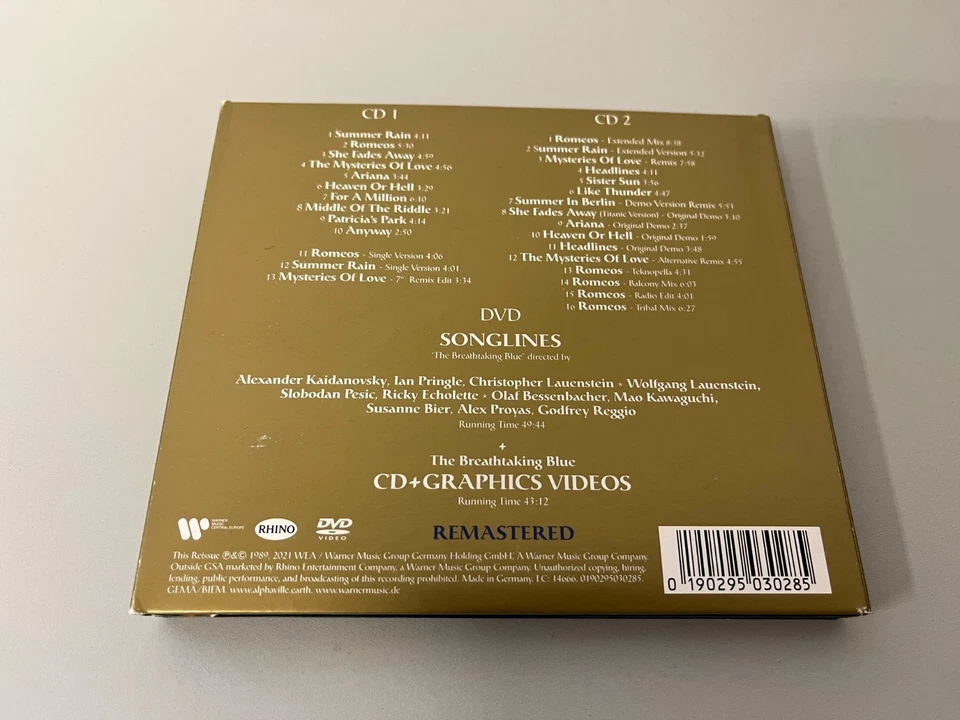 CD 1
1 Summer Rain 4:11
2 Romeos 5:30
3 She Fades Away 4:59
4 The Mysteries Of Love 4:56
5 Ariana 3:44
6 Heaven Or Hell 3:29
7 For A Million 6:10
8 Middle Of The Riddle 3:21
9 Patricia's Park 4:14
10 Anyway 2:50
11 Romeos - Single Version 4:06
12 Summer Rain - Single Version 4:01
13 Mysteries Of Love - 7" Remix Edit 3:34
CD 2
1 Romeos - Extended Mix 8:18
2 Summer Rain - Extended Version 5:32
3 Mysteries Of Love - Remix 7:58
4 Headlines 4:11
5 Sister Sun 3:56
6 Like Thunder 4:47
7 Summer In Berlin - Demo Version Remix 5:53
8 She Fades Away (Titanic Version) - Original Demo 3:10
9 Ariana - Original Demo 2:37
10 Heaven Or Hell - Original Demo 1:59
11 Headlines - Original Demo 3:48
12 The Mysteries Of Love - Alternative Remix 4:55
13 Romeos - Teknopella 4:31
14 Romeos - Balcony Mix 6:03
15 Romeos - Radio Edit 4:01
16 Romeos - Tribal Mix 6:27
DVD
SONGLINES
'The Breathtaking Blue' directed by
Alexander Kaidanovsky, Ian Pringle, Christopher Lauenstein + Wolfgang Lauenstein,
Slobodan Pesic, Ricky Echolette + Olaf Bessenbacher, Mao Kawaguchi,
Susanne Bier, Alex Proyas, Godfrey Reggio
Running Time 49:44
+
The Breathtaking Blue
CD+GRAPHICS VIDEOS
Running Time 43:12
WARNER
MUSIC
CENTRAL EUROPE
RHINO
DVD
VIDEO
REMASTERED
This Reissue ℗&© 1989, 2021 WEA / Warner Music Group Germany Holding GmbH, A Warner Music Group Company.
Outside GSA marketed by Rhino Entertainment Company, a Warner Music Group Company. Unauthorized copying, hiring,
lending, public performance, and broadcasting of this recording prohibited. Made in Germany. LC: 14666. 0190295030285.
GEMA/BIEM. www.alphaville.earth. www.warnermusic.de
0 190295 030285